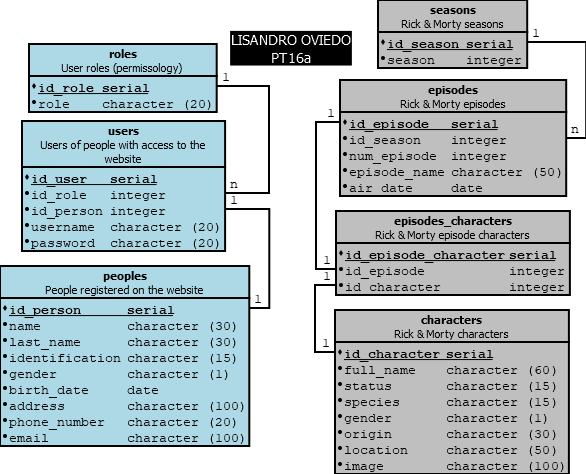 LISANDRO OVIEDO
PT16a
roles
User roles (permissology)
id_role serial
role character (20)
1
n
users
Users of people with access to the
website
id_user serial
id_role integer
id_person integer
username character (20)
password character (20)
1
1
peoples
People registered on the website
id_person serial
name character (30)
last_name character (30)
identification character (15)
gender character (1)
birth_date date
address character (100)
phone_number character (20)
email character (100)
seasons
Rick & Morty seasons
id_season serial
season integer
1
n
episodes
Rick & Morty episodes
id_episode serial
id_season integer
num_episode integer
episode_name character (50)
air_date date
1
1
episodes_characters
Rick & Morty episode characters
id_episode_character serial
id_episode integer
id_character integer
1
1
characters
Rick & Morty characters
id_character serial
full_name character (60)
status character (15)
species character (15)
gender character (1)
origin character (30)
location character (50)
image character (100)